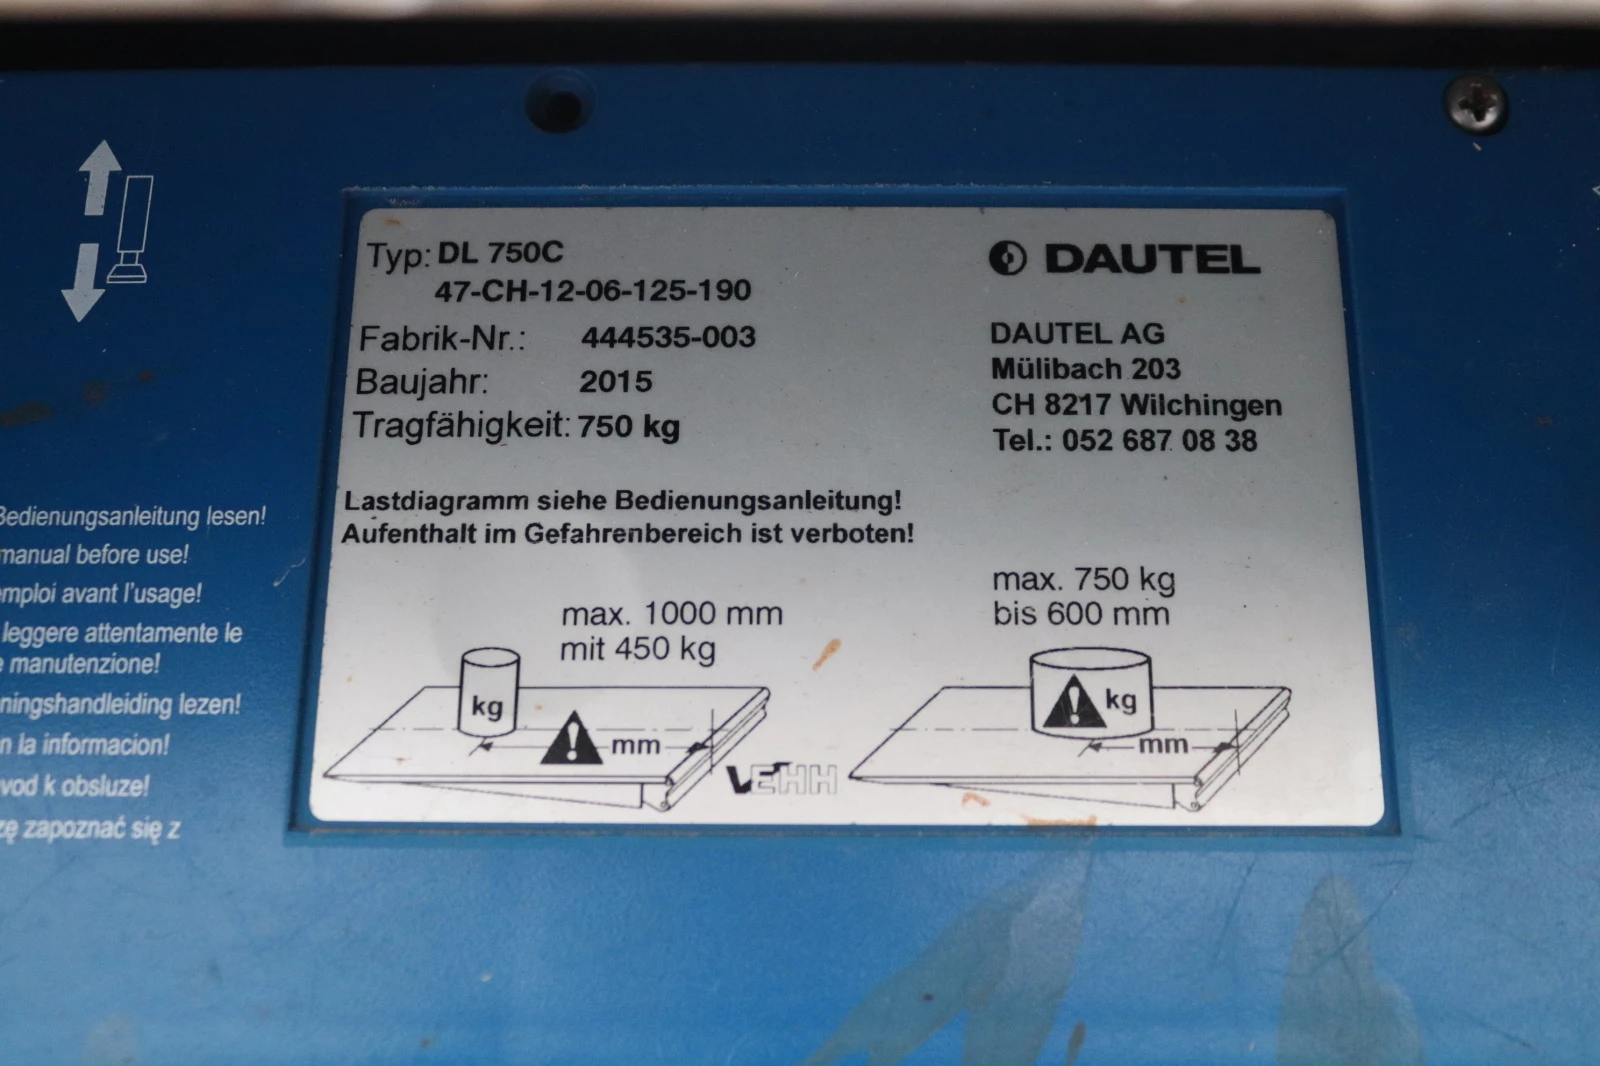 Typ: DL 750C
47-CH-12-06-125-190
Fabrik-Nr.: 444535-003
Baujahr: 2015
Tragfähigkeit: 750 kg
DAUTEL
DAUTEL AG
Mülibach 203
CH 8217 Wilchingen
Tel.: 052 687 08 38
Lastdiagramm siehe Bedienungsanleitung!
Aufenthalt im Gefahrenbereich ist verboten!
max. 1000 mm
mit 450 kg
kg
mm
max. 750 kg
bis 600 mm
kg
mm
VEHH
Bedienungsanleitung lesen!
manual before use!
emploi avant l'usage!
leggere attentamente le
e manutenzione!
ningshandleiding lezen!
n la informacion!
vod k obsluze!
zę zapoznać się z